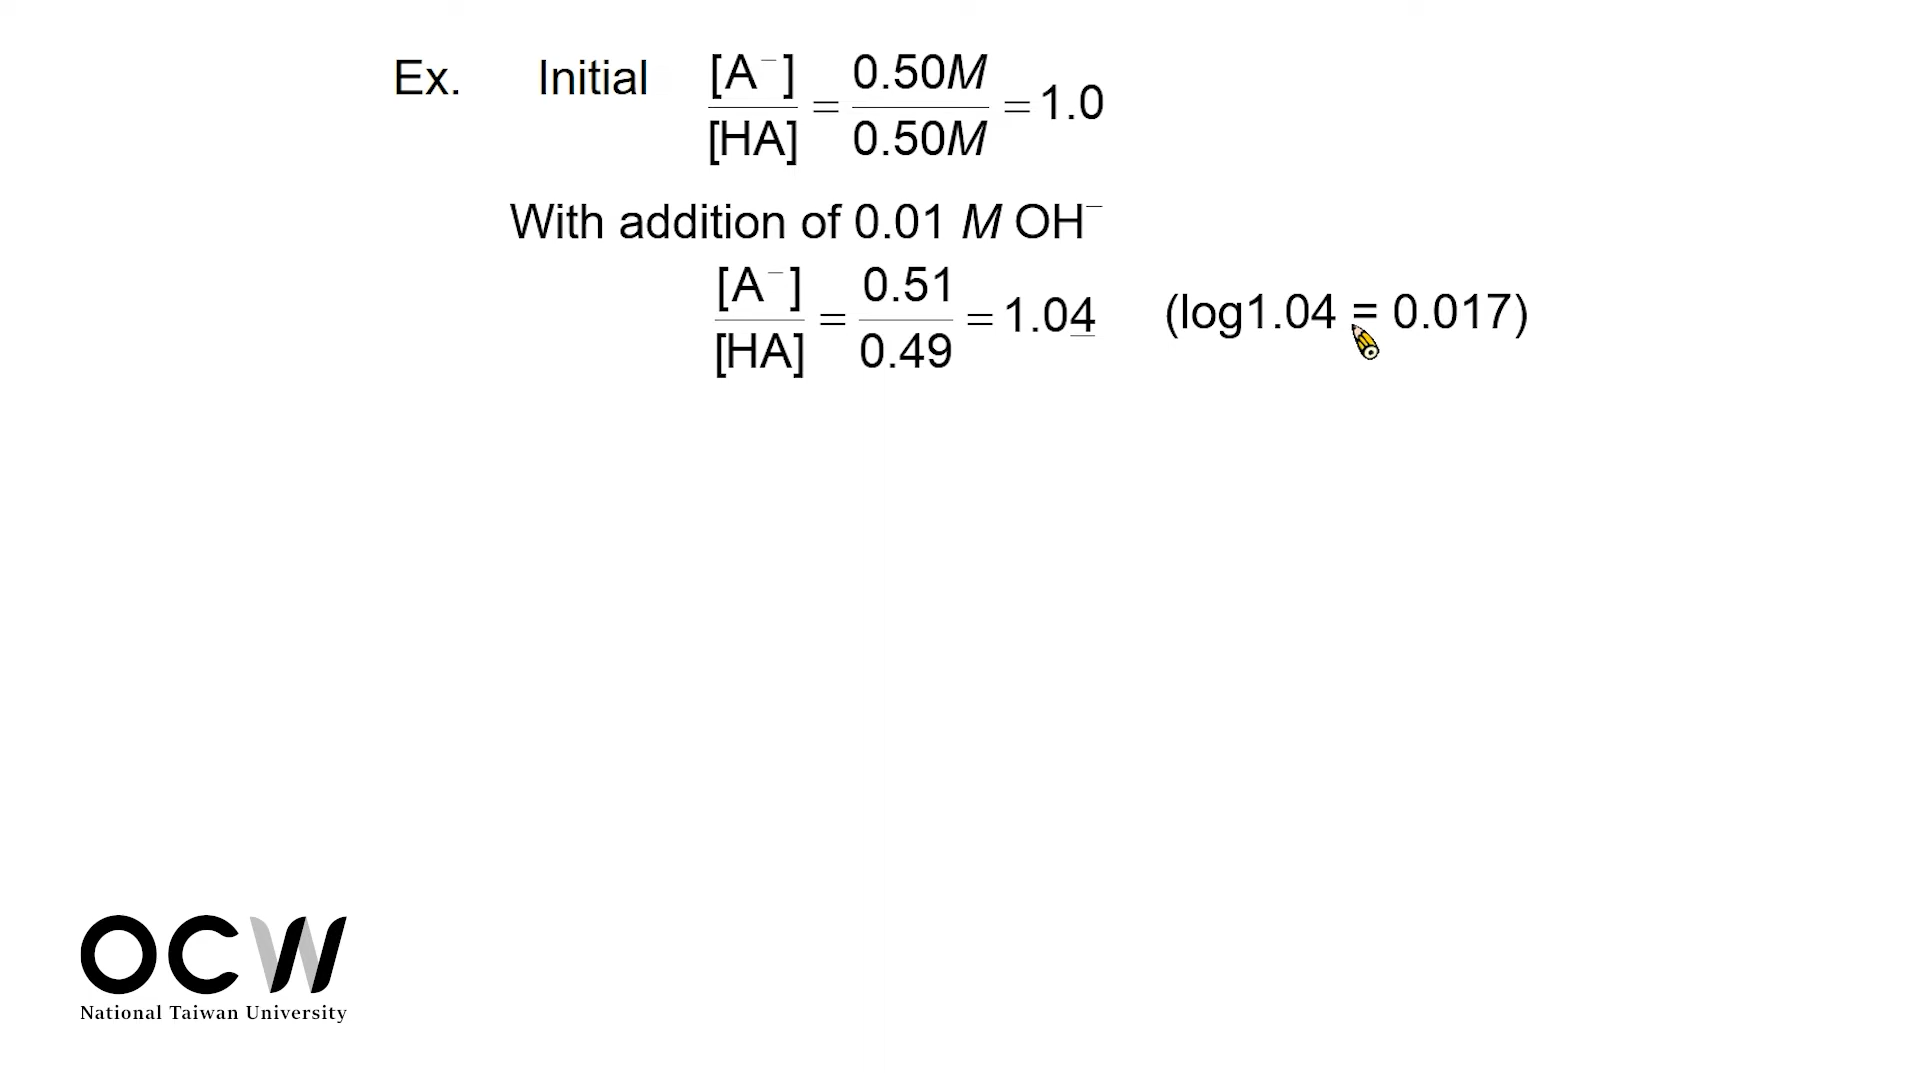 Ex. Initial [A⁻]/[HA] = 0.50M/0.50M = 1.0
With addition of 0.01 M OH⁻
[A⁻]/[HA] = 0.51/0.49 = 1.04 (log1.04 = 0.017)
OCW
National Taiwan University